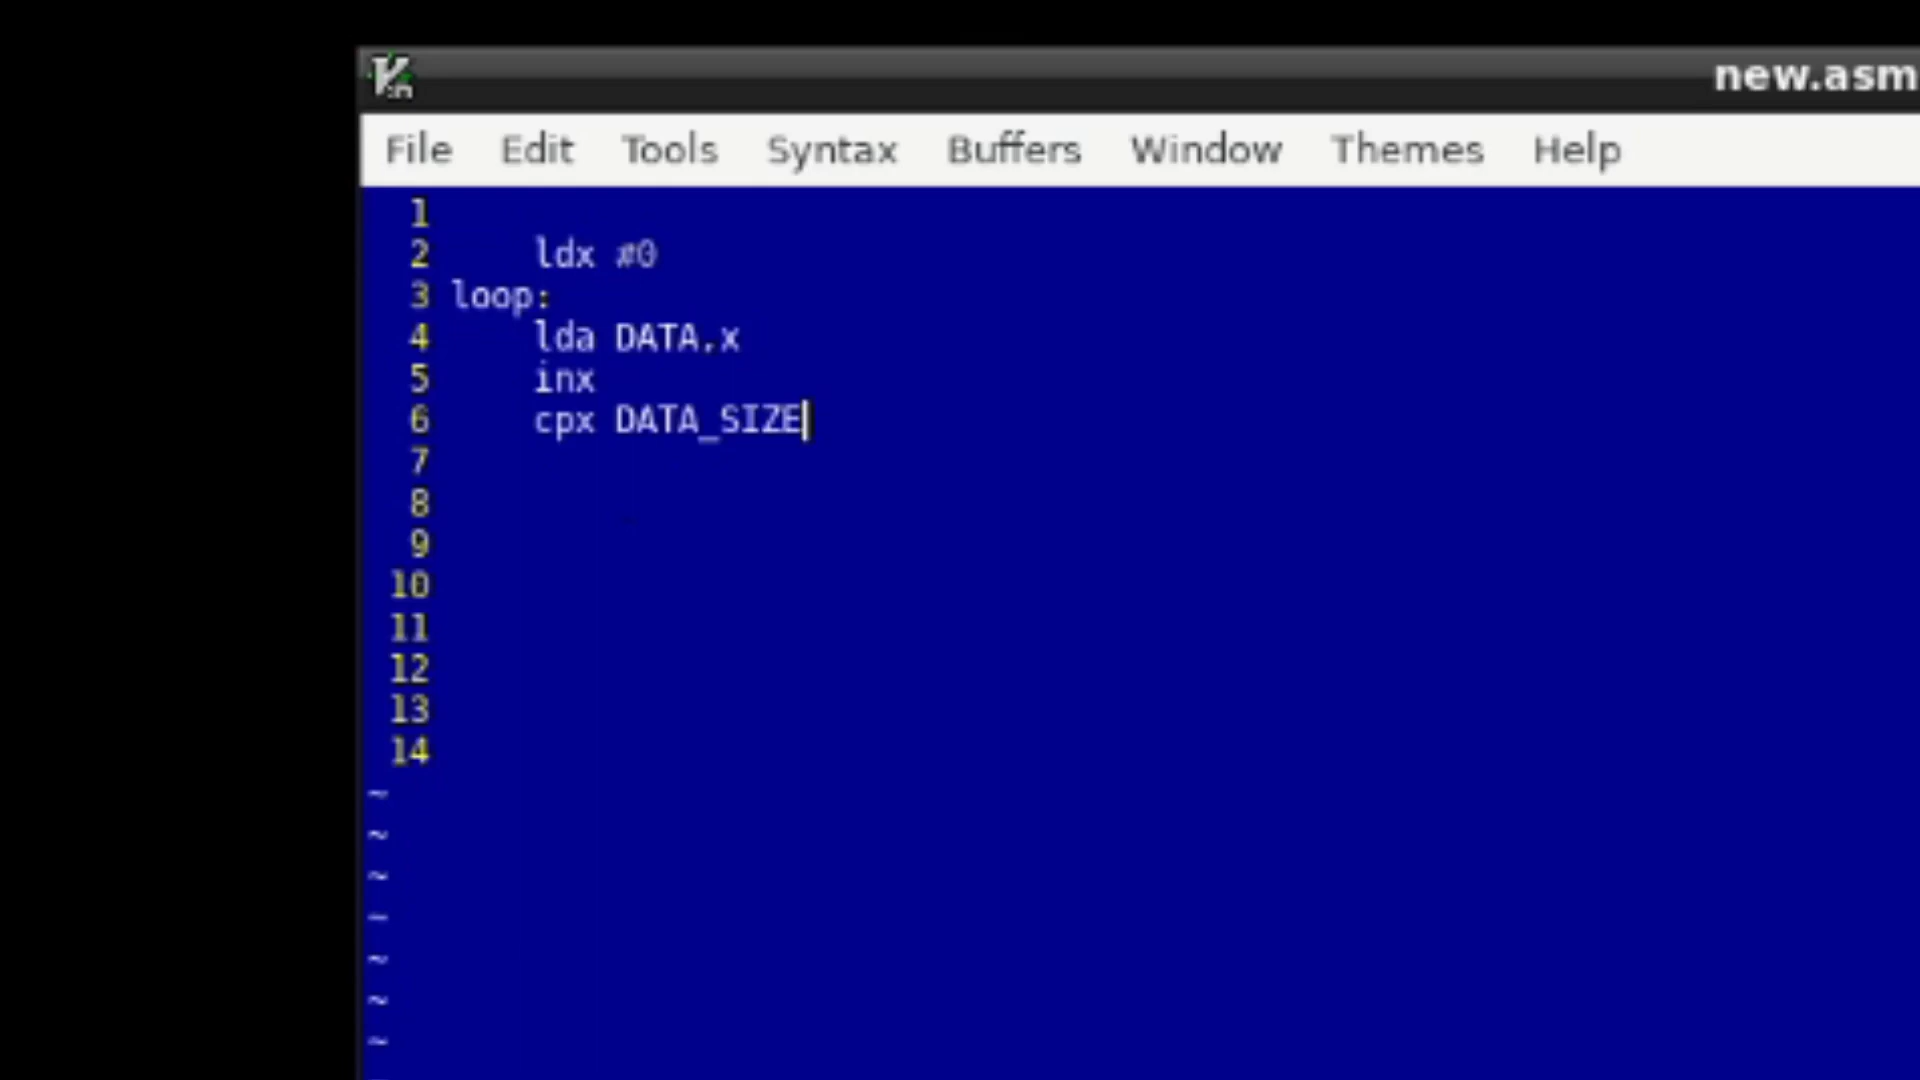 new.asm
File Edit Tools Syntax Buffers Window Themes Help
1
2 ldx #0
3 loop:
4 lda DATA.x
5 inx
6 cpx DATA_SIZE
7
8
9
10
11
12
13
14
~
~
~
~
~
~
~